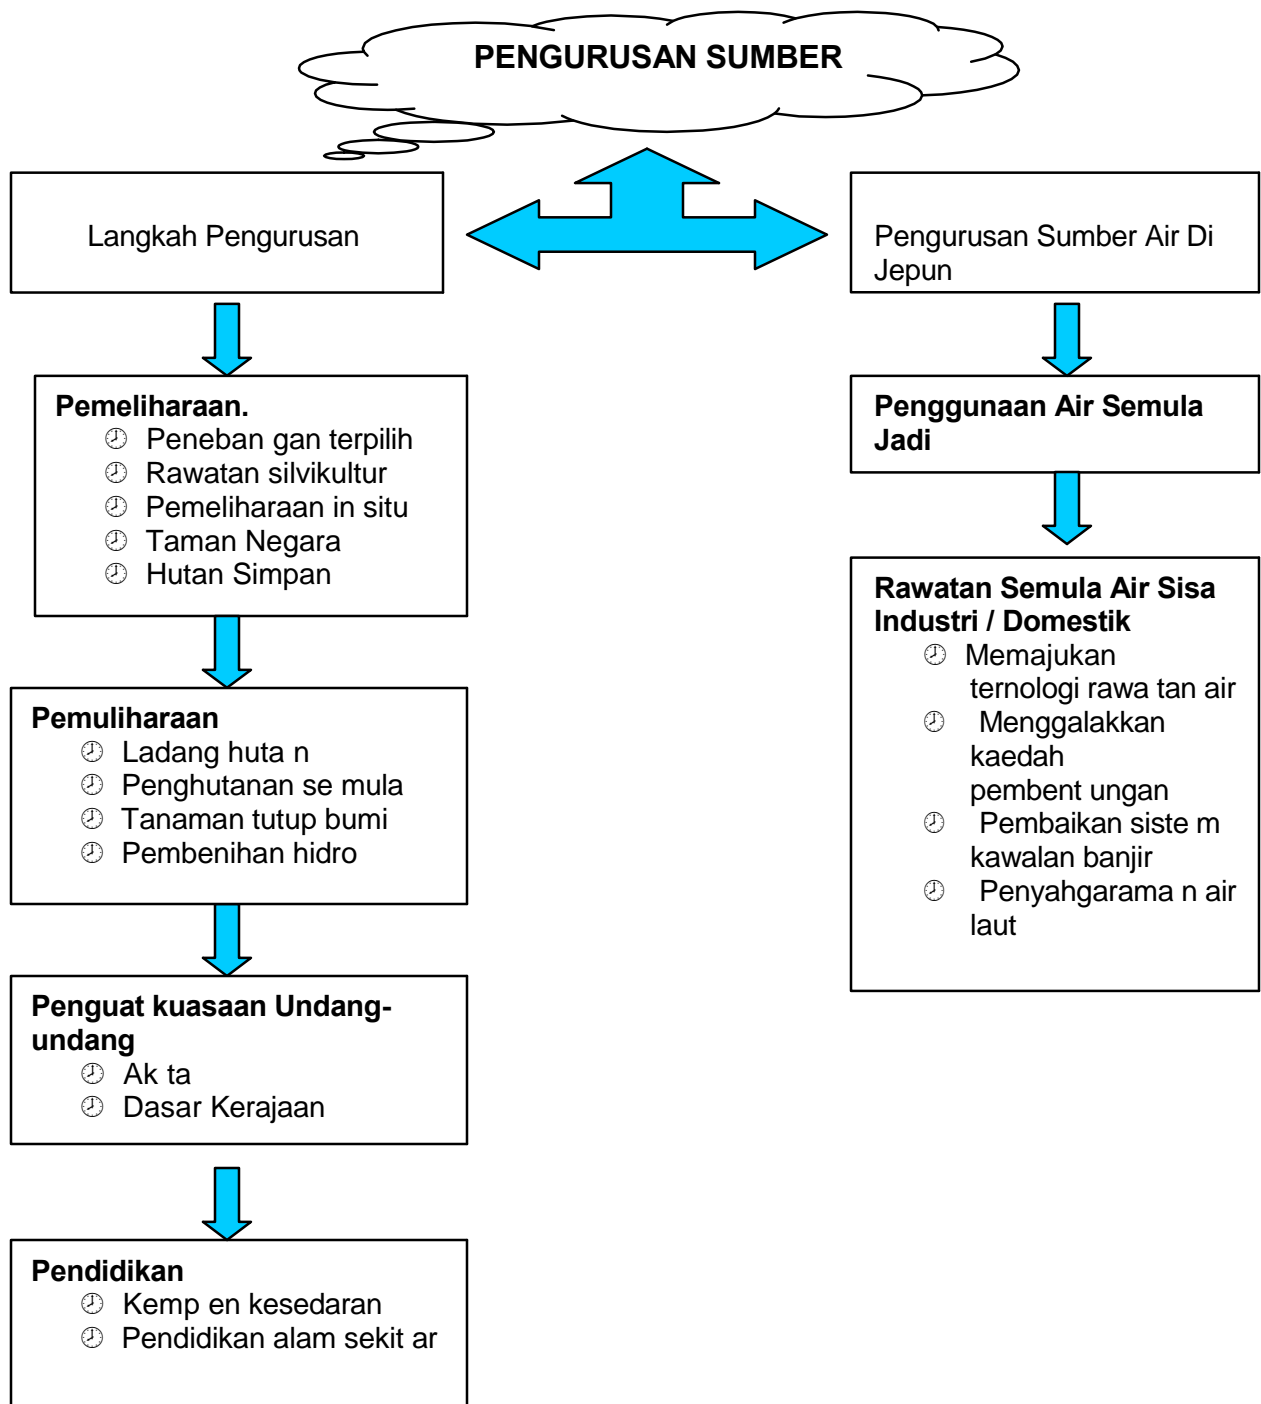 PENGURUSAN SUMBER
Langkah Pengurusan
Pemeliharaan.
Peneban gan terpilih
Rawatan silvikultur
Pemeliharaan in situ
Taman Negara
Hutan Simpan
Pemuliharaan
Ladang huta n
Penghutanan se mula
Tanaman tutup bumi
Pembenihan hidro
Penguat kuasaan Undang-
undang
Ak ta
Dasar Kerajaan
Pendidikan
Kemp en kesedaran
Pendidikan alam sekit ar
Pengurusan Sumber Air Di
Jepun
Penggunaan Air Semula
Jadi
Rawatan Semula Air Sisa
Industri / Domestik
Memajukan
ternologi rawa tan air
Menggalakkan
kaedah
pembent ungan
Pembaikan siste m
kawalan banjir
Penyahgarama n air
laut